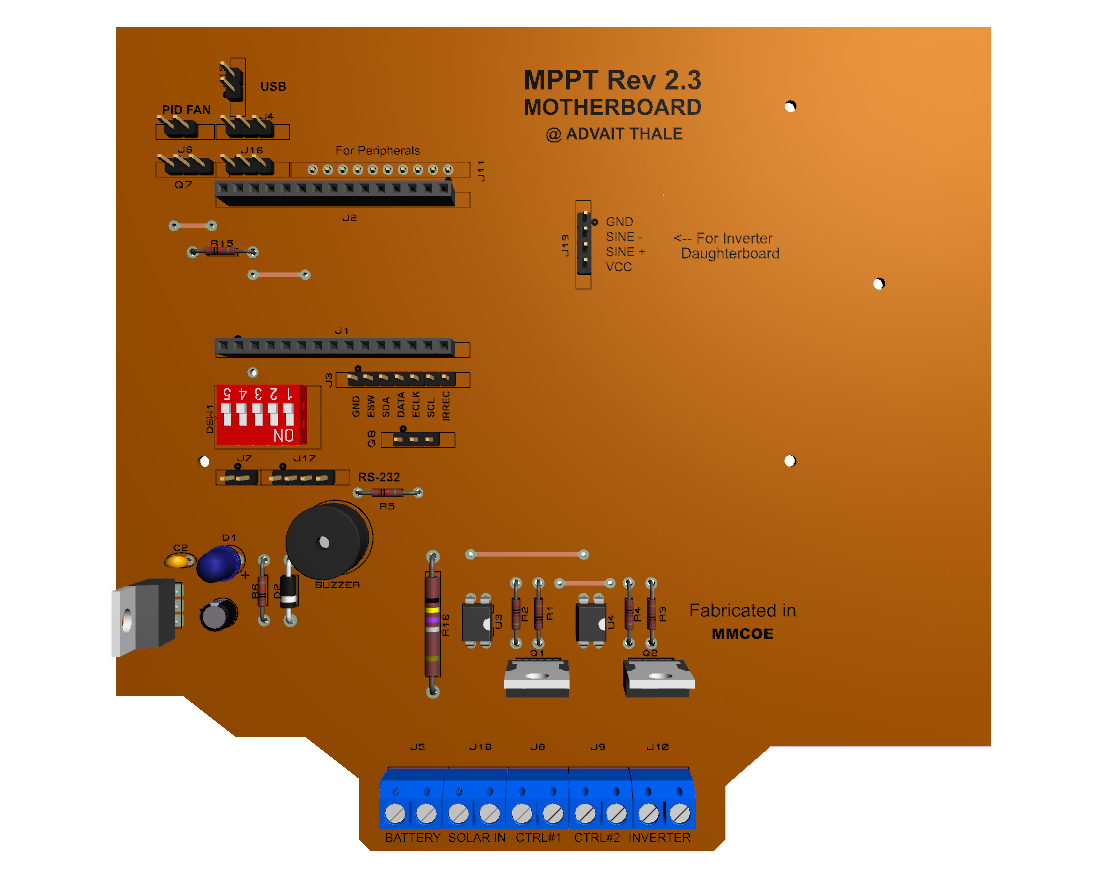 MPPT Rev 2.3
MOTHERBOARD
@ ADVAIT THALE
USB
PID FAN
J4
J6
J16
For Peripherals
J11
Q7
J2
R15
J19
GND
SINE -
SINE +
VCC
<-- For Inverter
Daughterboard
J1
J3
GND
ESW
SDA
DATA
ECLK
SCL
IRREC
DSW1
1 2 3 4 5
ON
Q8
J7
J17
RS-232
R5
C2
D1
+
R6
D2
BUZZER
R16
U3
R2
R1
U4
R4
R3
Fabricated in
MMCOE
Q1
Q2
J5
J18
J8
J9
J10
BATTERY
SOLAR IN
CTRL#1
CTRL#2
INVERTER